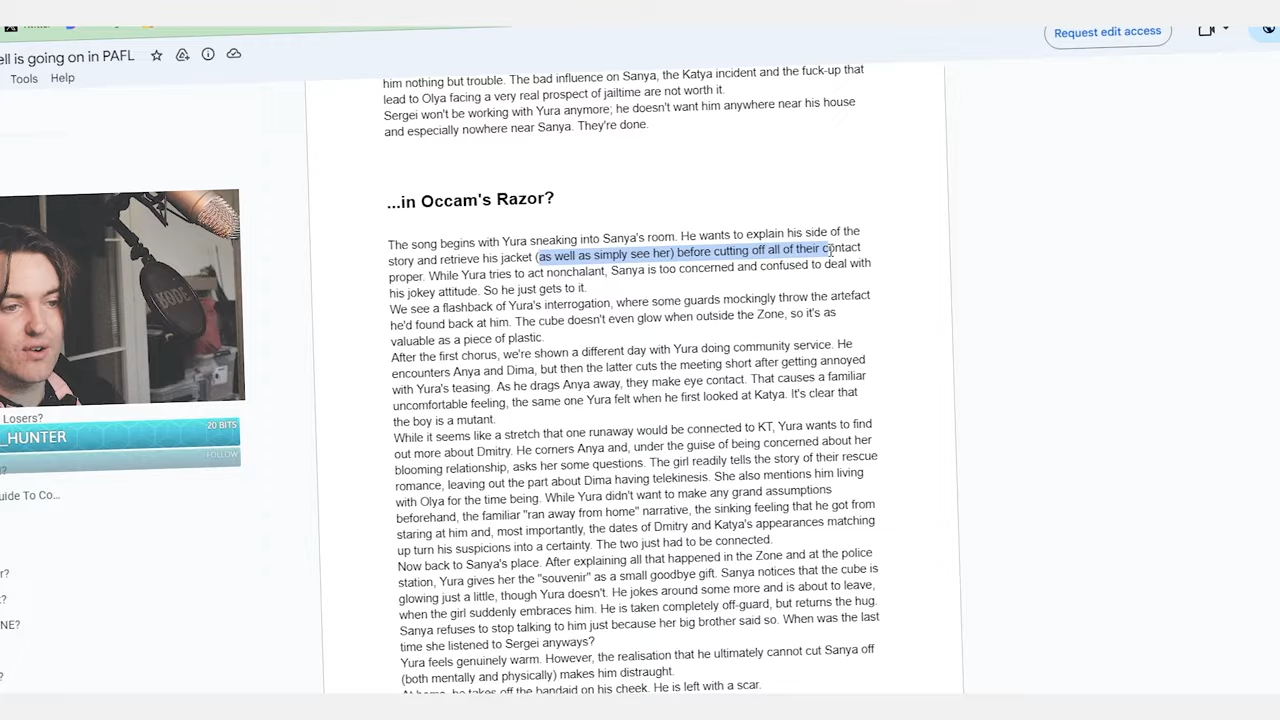 ell is going on in PAFL
Request edit access
Tools Help
him nothing but trouble. The bad influence on Sanya, the Katya incident and the fuck-up that
lead to Olya facing a very real prospect of jailtime are not worth it.
Sergei won't be working with Yura anymore; he doesn't want him anywhere near his house
and especially nowhere near Sanya. They're done.
...in Occam's Razor?
The song begins with Yura sneaking into Sanya's room. He wants to explain his side of the
story and retrieve his jacket (as well as simply see her) before cutting off all of their contact
proper. While Yura tries to act nonchalant, Sanya is too concerned and confused to deal with
his jokey attitude. So he just gets to it.
We see a flashback of Yura's interrogation, where some guards mockingly throw the artefact
he'd found back at him. The cube doesn't even glow when outside the Zone, so it's as
valuable as a piece of plastic.
After the first chorus, we're shown a different day with Yura doing community service. He
encounters Anya and Dima, but then the latter cuts the meeting short after getting annoyed
with Yura's teasing. As he drags Anya away, they make eye contact. That causes a familiar
uncomfortable feeling, the same one Yura felt when he first looked at Katya. It's clear that
the boy is a mutant.
While it seems like a stretch that one runaway would be connected to KT, Yura wants to find
out more about Dmitry. He corners Anya and, under the guise of being concerned about her
blooming relationship, asks her some questions. The girl readily tells the story of their rescue
romance, leaving out the part about Dima having telekinesis. She also mentions him living
with Olya for the time being. While Yura didn't want to make any grand assumptions
beforehand, the familiar "ran away from home" narrative, the sinking feeling that he got from
staring at him and, most importantly, the dates of Dmitry and Katya's appearances matching
up turn his suspicions into a certainty. The two just had to be connected.
Now back to Sanya's place. After explaining all that happened in the Zone and at the police
station, Yura gives her the "souvenir" as a small goodbye gift. Sanya notices that the cube is
glowing just a little, though Yura doesn't. He jokes around some more and is about to leave,
when the girl suddenly embraces him. He is taken completely off-guard, but returns the hug.
Sanya refuses to stop talking to him just because her big brother said so. When was the last
time she listened to Sergei anyways?
Yura feels genuinely warm. However, the realisation that he ultimately cannot cut Sanya off
(both mentally and physically) makes him distraught.
At home, he takes off the bandaid on his cheek. He is left with a scar.
RODE
Losers?
20 BITS
_HUNTER
FOLLOW
uide To Co...
r?
?
NE?
?